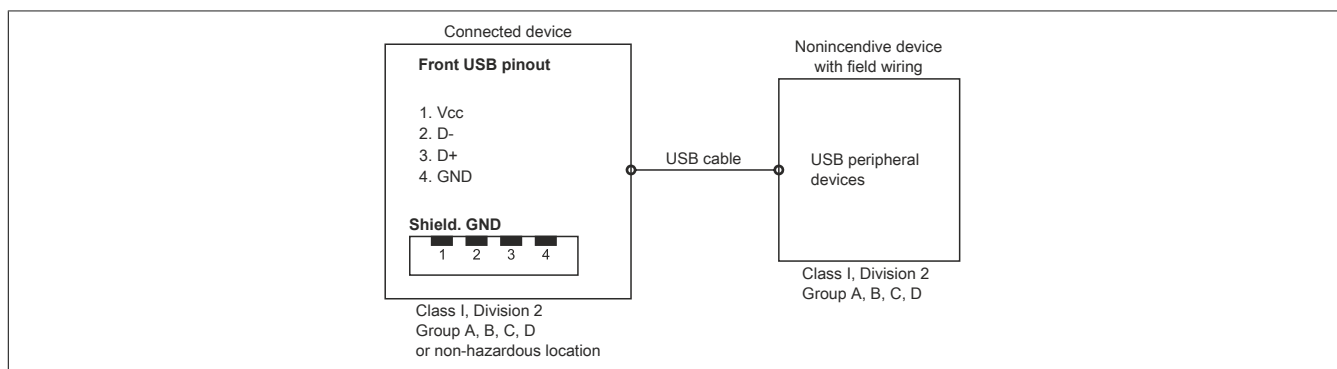 Connected device
Front USB pinout
1. Vcc
2. D-
3. D+
4. GND
Shield. GND
1 2 3 4
Class I, Division 2
Group A, B, C, D
or non-hazardous location
USB cable
Nonincendive device
with field wiring
USB peripheral
devices
Class I, Division 2
Group A, B, C, D